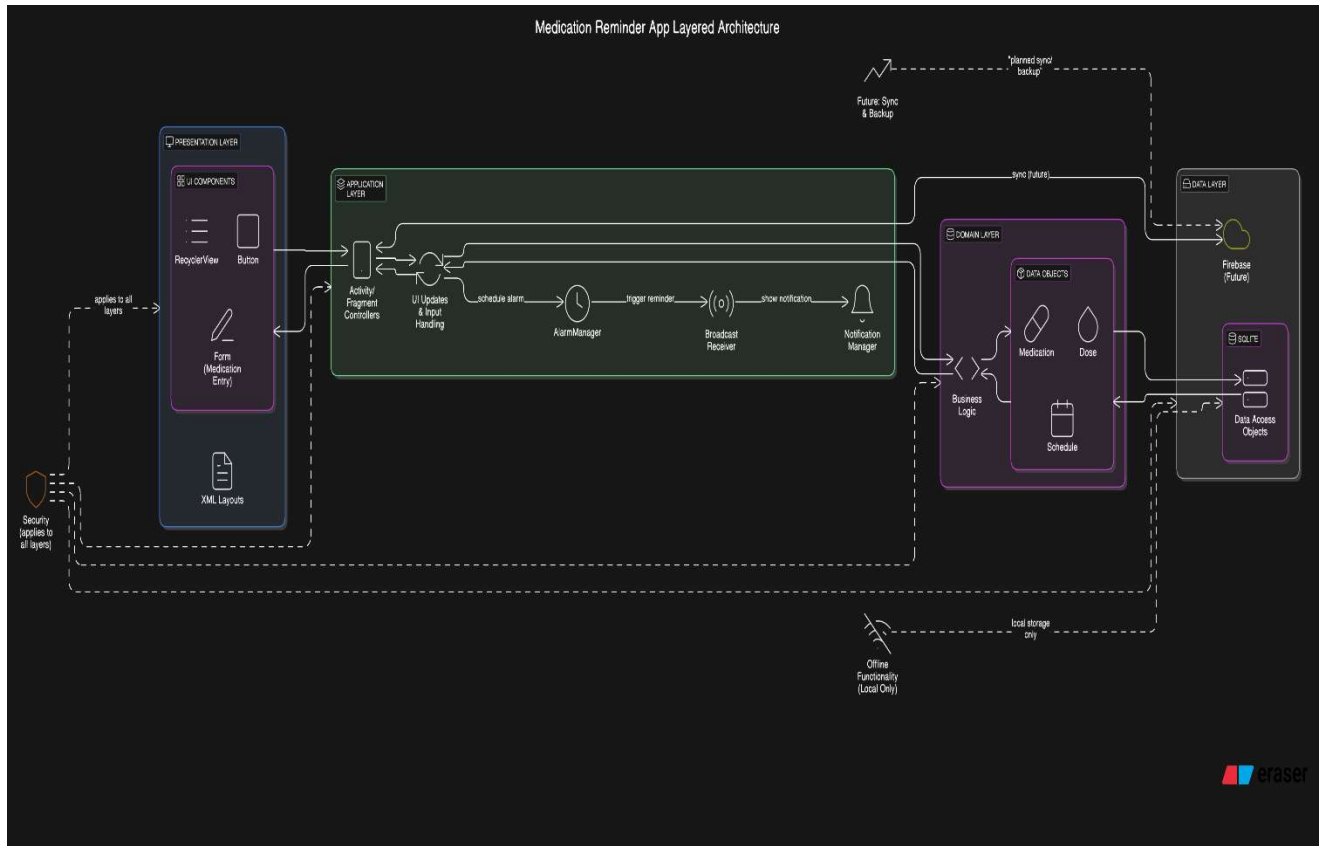 Medication Reminder App Layered Architecture
"planned sync/
backup"
Future: Sync
& Backup
PRESENTATION LAYER
UI COMPONENTS
RecyclerView
Button
Form
(Medication
Entry)
XML Layouts
APPLICATION
LAYER
Activity/
Fragment
Controllers
UI Updates
& Input
Handling
schedule alarm
AlarmManager
trigger reminder
Broadcast
Receiver
show notification
Notification
Manager
sync (future)
DOMAIN LAYER
DATA OBJECTS
Medication
Dose
Business
Logic
Schedule
DATA LAYER
Firebase
(Future)
SQLITE
Data Access
Objects
applies to all
layers
Security
(applies to
all layers)
local storage
only
Offline
Functionality
(Local Only)
eraser